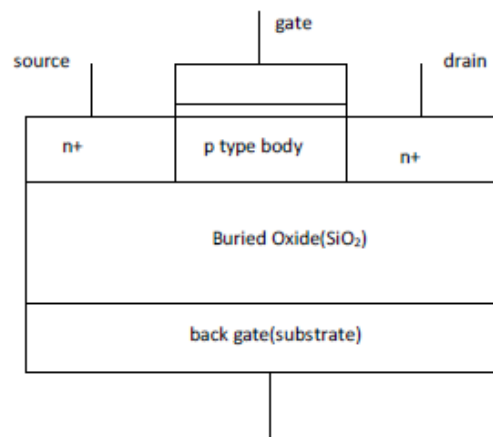 gate
source
drain
n+
p type body
n+
Buried Oxide(SiO₂)
back gate(substrate)